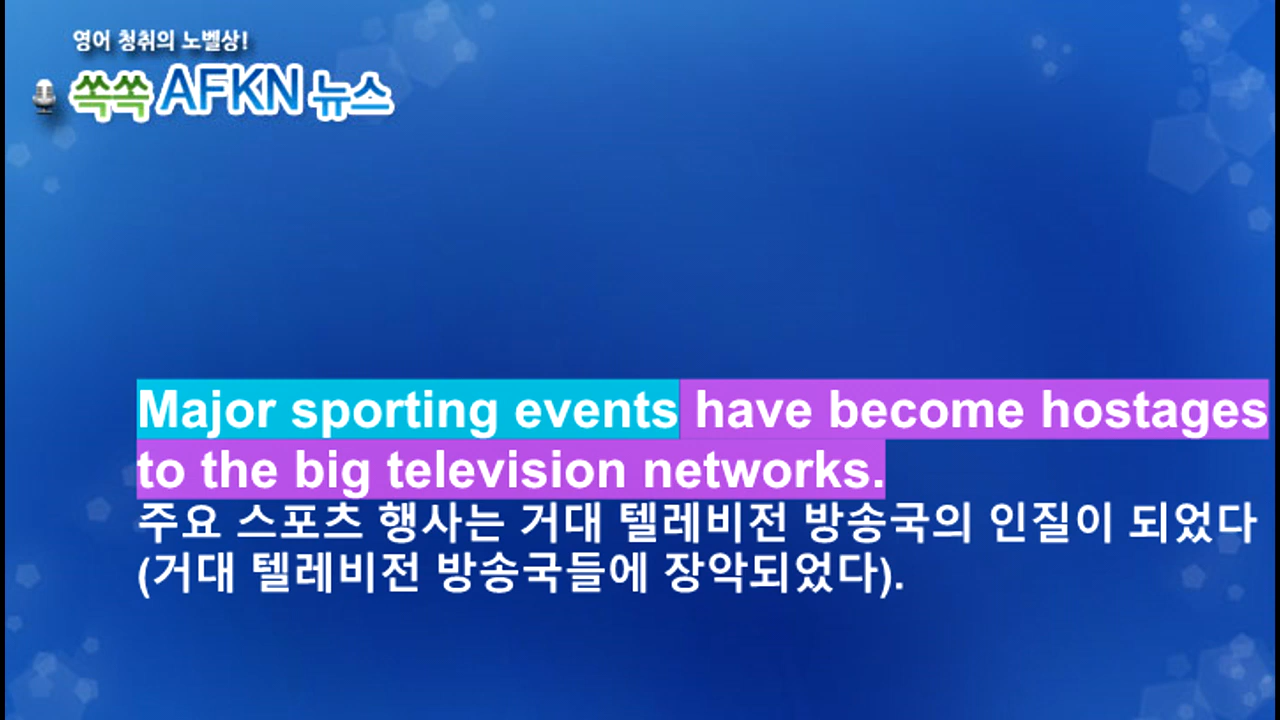 영어 청취의 노벨상!
쏙쏙 AFKN 뉴스
Major sporting events have become hostages
to the big television networks.
주요 스포츠 행사는 거대 텔레비전 방송국의 인질이 되었다
(거대 텔레비전 방송국들에 장악되었다).